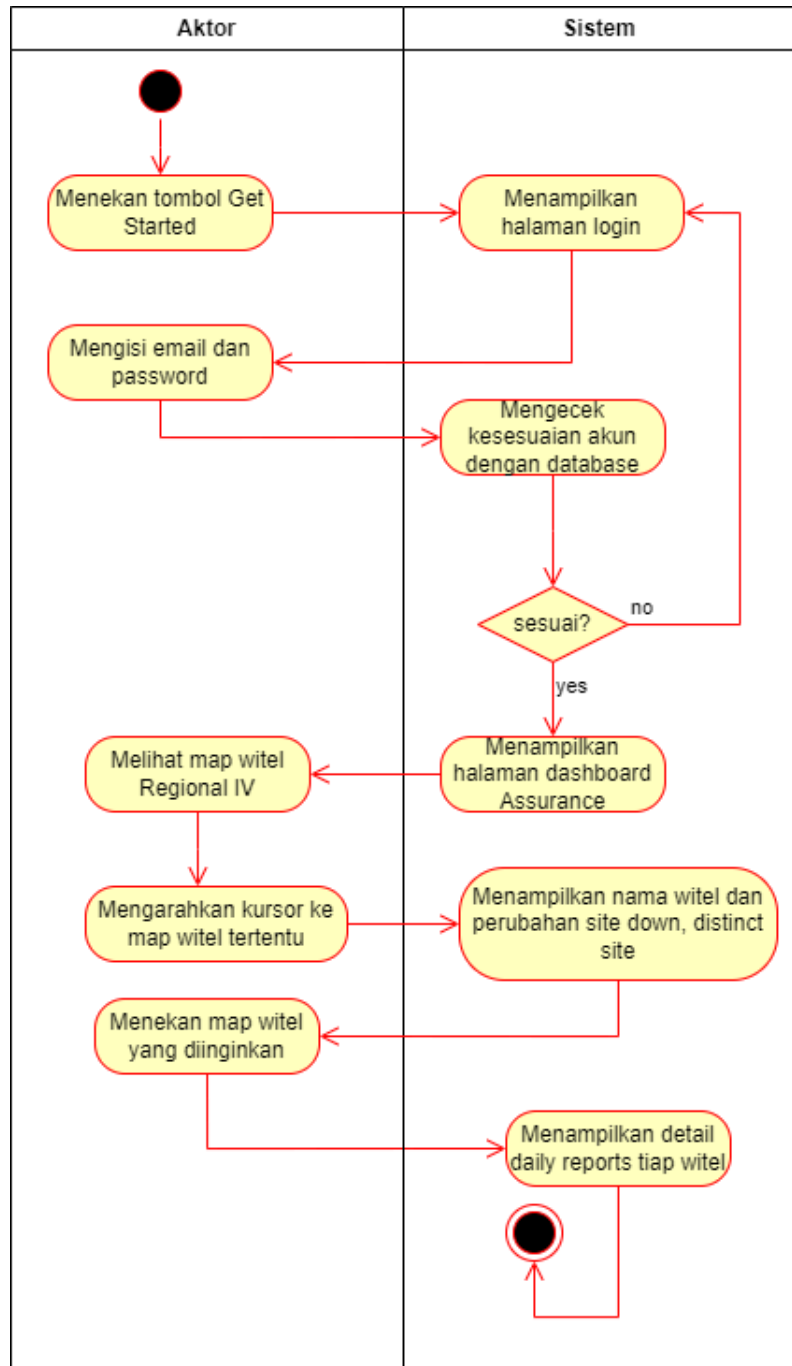 Aktor
Sistem
Menekan tombol Get
Started
Menampilkan
halaman login
Mengisi email dan
password
Mengecek
kesesuaian akun
dengan database
sesuai?
no
yes
Menampilkan
halaman dashboard
Assurance
Melihat map witel
Regional IV
Mengarahkan kursor ke
map witel tertentu
Menampilkan nama witel dan
perubahan site down, distinct
site
Menekan map witel
yang diinginkan
Menampilkan detail
daily reports tiap witel